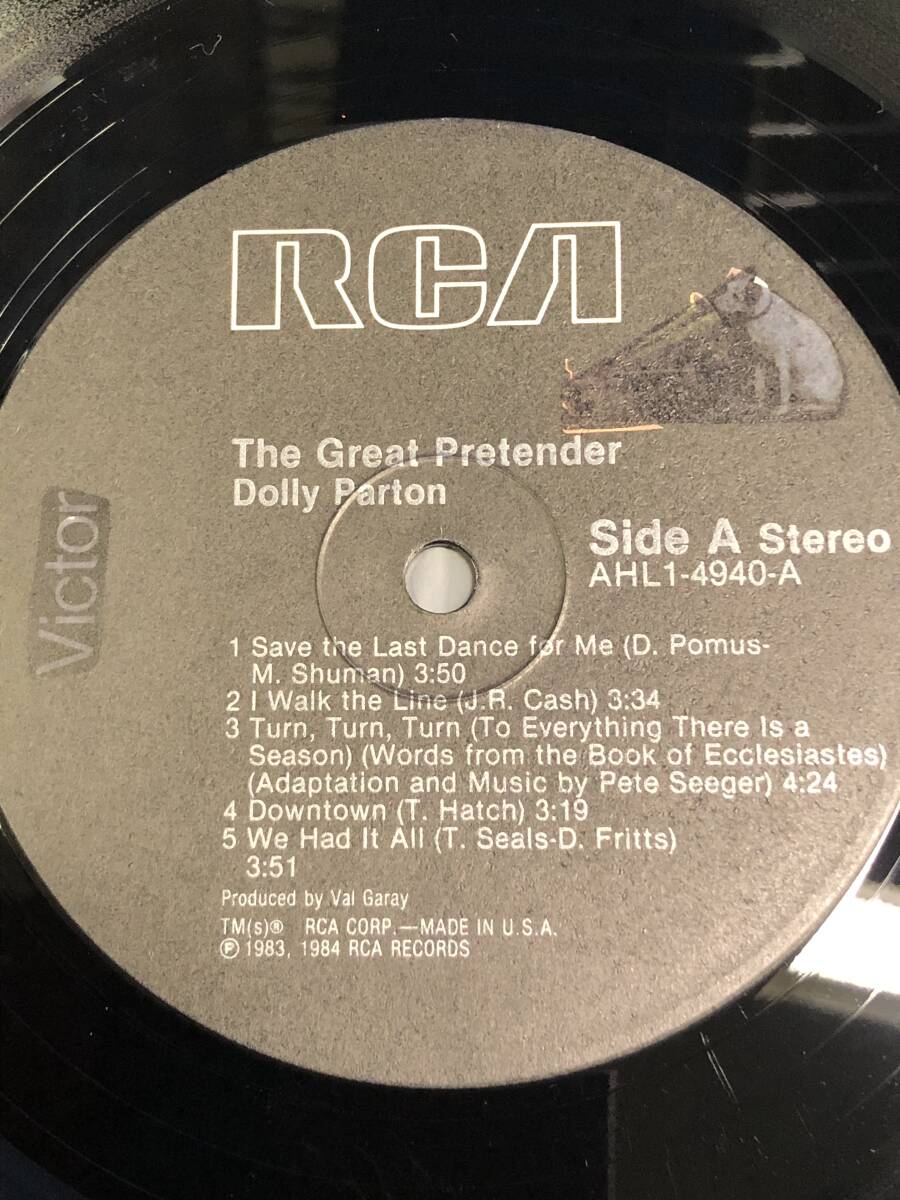 RCA
The Great Pretender
Dolly Parton
Victor
Side A Stereo
AHL1-4940-A
1 Save the Last Dance for Me (D. Pomus-
M. Shuman) 3:50
2 I Walk the Line (J.R. Cash) 3:34
3 Turn, Turn, Turn (To Everything There Is a
Season) (Words from the Book of Ecclesiastes)
(Adaptation and Music by Pete Seeger) 4:24
4 Downtown (T. Hatch) 3:19
5 We Had It All (T. Seals-D. Fritts)
3:51
Produced by Val Garay
TM(s)® RCA CORP.—MADE IN U.S.A.
℗ 1983, 1984 RCA RECORDS